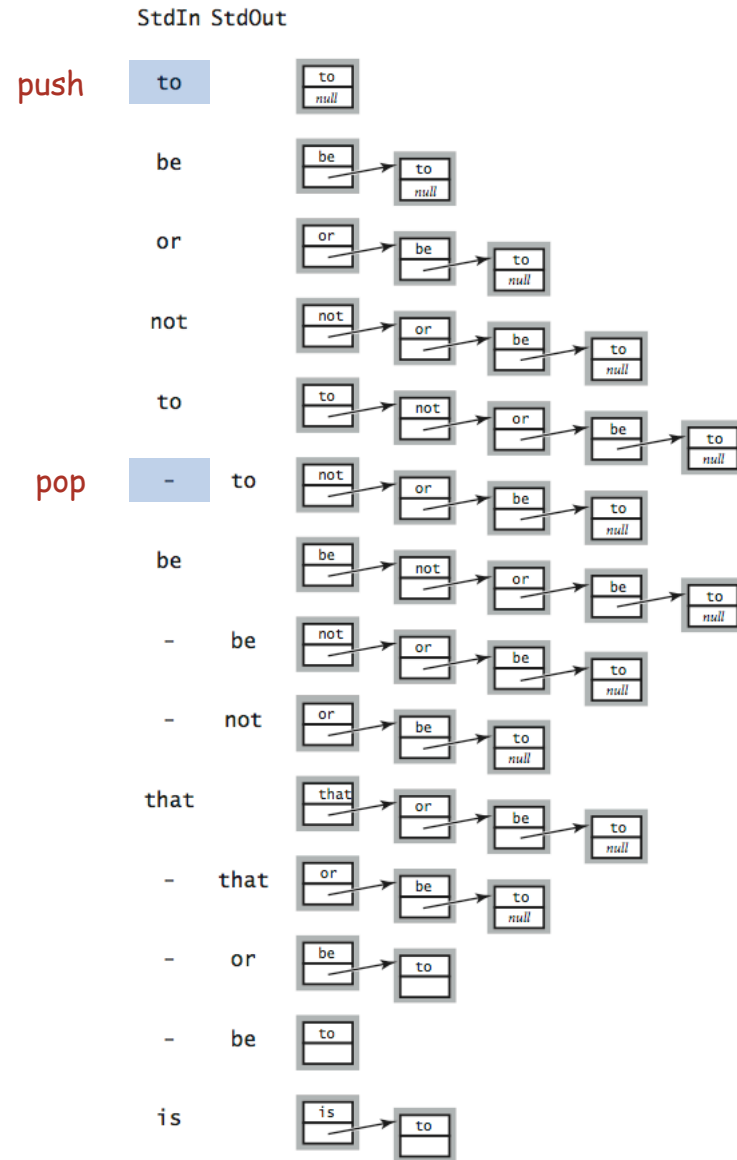 StdIn StdOut
push to to
null
be be to
null
or or be to
null
not not or be to
null
to to not or be to
null
pop - to not or be to
null
be be not or be to
null
- be not or be to
null
- not or be to
null
that that or be to
null
- that or be to
null
- or be to
- be to
is is to